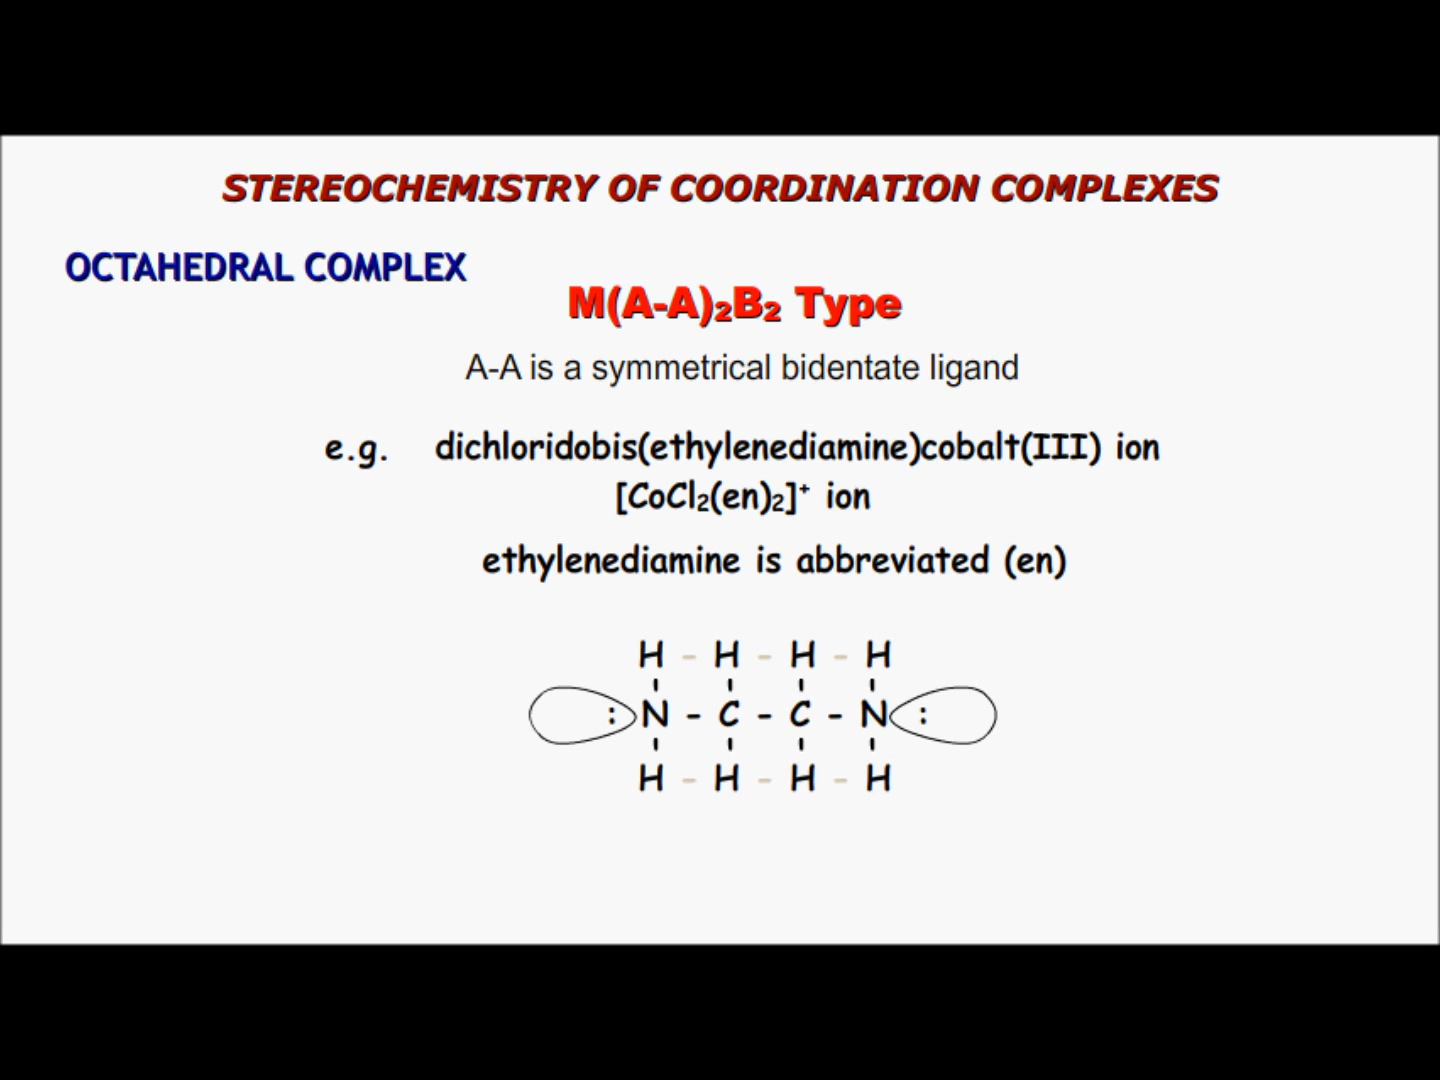 STEREOCHEMISTRY OF COORDINATION COMPLEXES
OCTAHEDRAL COMPLEX
M(A-A)₂B₂ Type
A-A is a symmetrical bidentate ligand
e.g. dichloridobis(ethylenediamine)cobalt(III) ion
[CoCl₂(en)₂]⁺ ion
ethylenediamine is abbreviated (en)
H - H - H - H
: N - C - C - N :
H - H - H - H